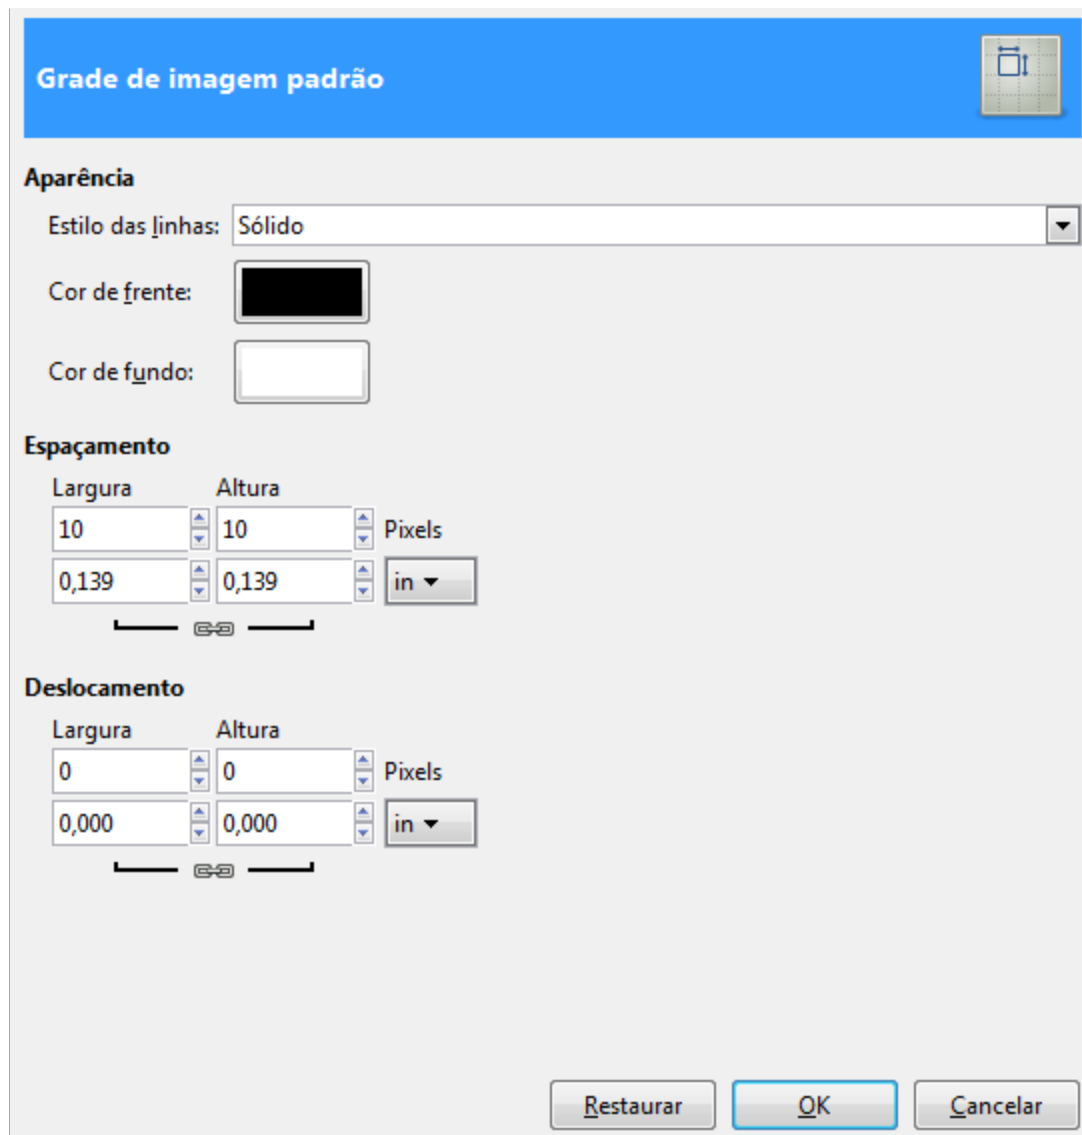 Grade de imagem padrão
Aparência
Estilo das linhas: Sólido
Cor de frente:
Cor de fundo:
Espaçamento
Largura Altura
10 10 Pixels
0,139 0,139 in
Deslocamento
Largura Altura
0 0 Pixels
0,000 0,000 in
Restaurar OK Cancelar